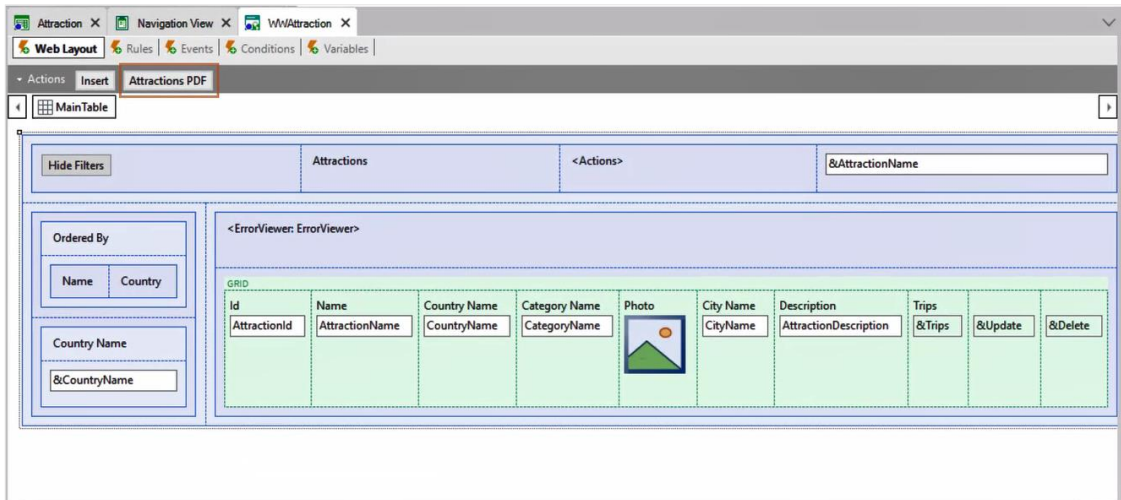 Attraction X Navigation View X WWAttraction X
Web Layout Rules Events Conditions Variables
Actions Insert Attractions PDF
MainTable
Hide Filters Attractions <Actions> &AttractionName
Ordered By
Name Country
Country Name
&CountryName
<ErrorViewer: ErrorViewer>
GRID
Id Name Country Name Category Name Photo City Name Description Trips
AttractionId AttractionName CountryName CategoryName CityName AttractionDescription &Trips &Update &Delete